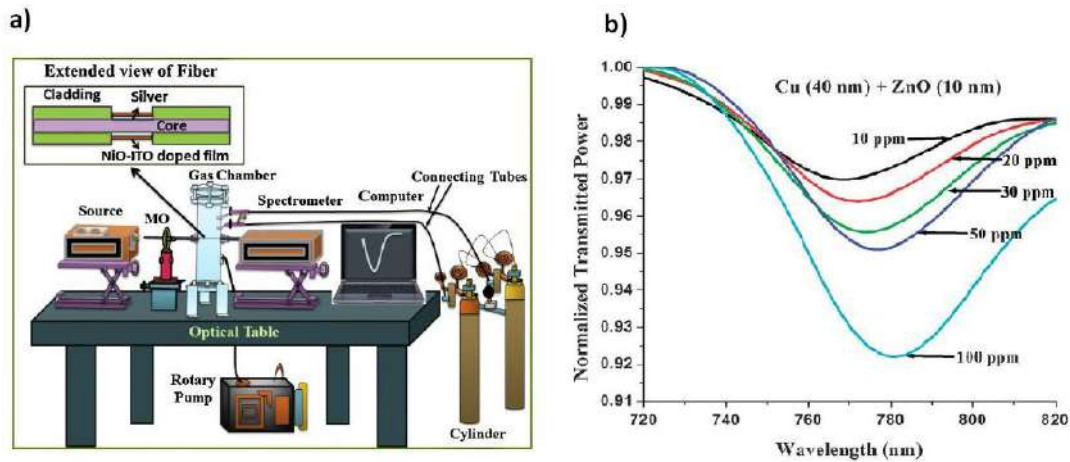 a)
Extended view of Fiber
Cladding
Silver
Core
NiO-ITO doped film
Gas Chamber
Connecting Tubes
Computer
Spectrometer
Source
MO
Optical Table
Rotary
Pump
Cylinder
b)
Cu (40 nm) + ZnO (10 nm)
10 ppm
20 ppm
30 ppm
50 ppm
100 ppm
Normalized Transmitted Power
1.00
0.99
0.98
0.97
0.96
0.95
0.94
0.93
0.92
0.91
720
740
760
780
800
820
Wavelength (nm)